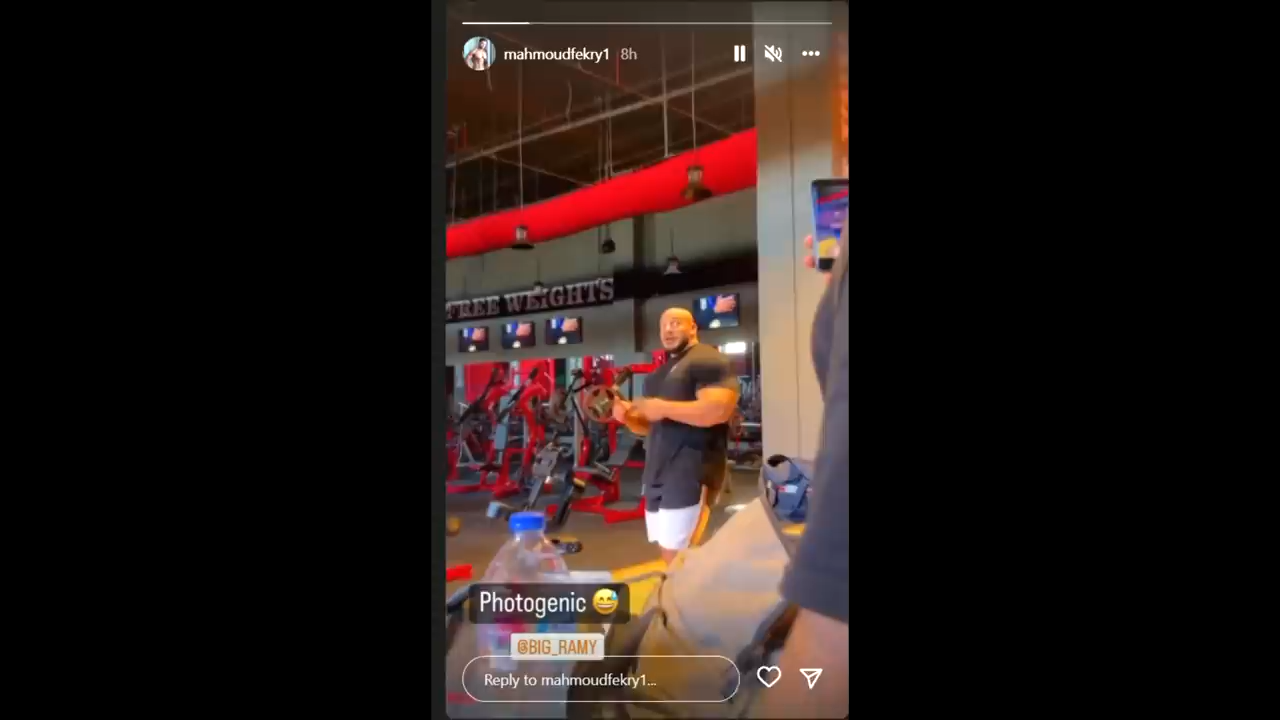 mahmoudfekry1 8h
FREE WEIGHTS
Photogenic 😅
@BIG_RAMY
Reply to mahmoudfekry1...